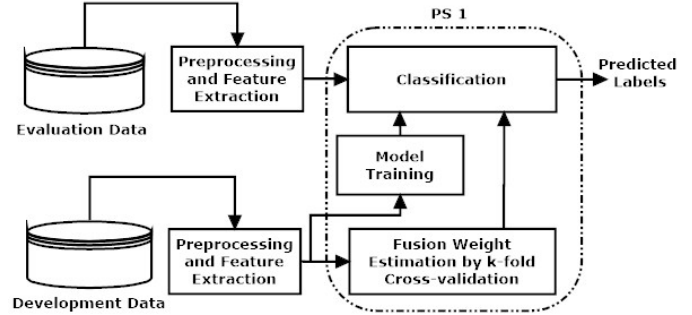 PS 1
Preprocessing
and Feature
Extraction
Classification
Predicted
Labels
Evaluation Data
Model
Training
Preprocessing
and Feature
Extraction
Fusion Weight
Estimation by k-fold
Cross-validation
Development Data